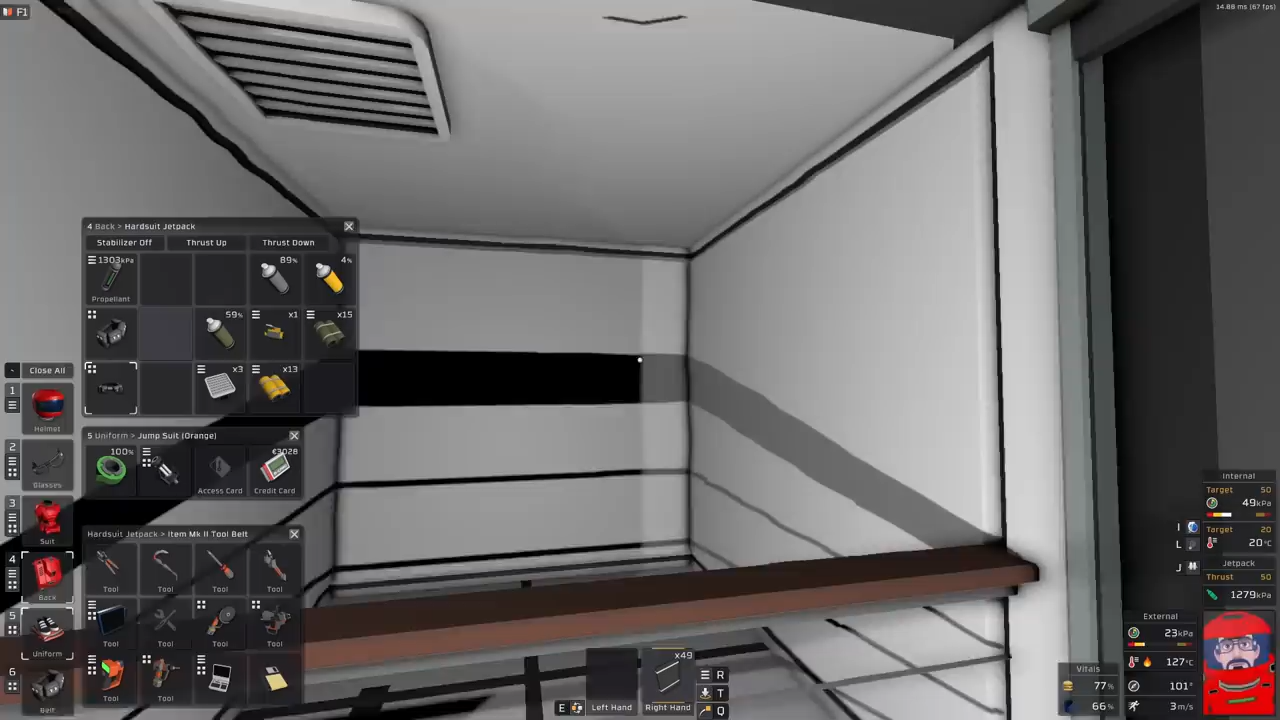 F1
14.88 ms (67 fps)
4 Back > Hardsuit Jetpack
Stabilizer Off Thrust Up Thrust Down
1303kPa 89% 4%
Propellant
59% x1 x15
x3 x13
- Close All
1
Helmet
2
Glasses
3
Suit
4
Back
5
Uniform
6
Belt
5 Uniform > Jump Suit (Orange)
100% €3028
Access Card Credit Card
Hardsuit Jetpack > Item Mk II Tool Belt
Tool Tool Tool Tool
Tool Tool Tool Tool
Tool Tool
E Left Hand
x49
Right Hand
R
T
Q
Internal
Target 50
49kPa
Target 20
20°C
I
L
J
Jetpack
Thrust 50
1279kPa
External
23kPa
127°C
101°
3m/s
Vitals
77%
66%